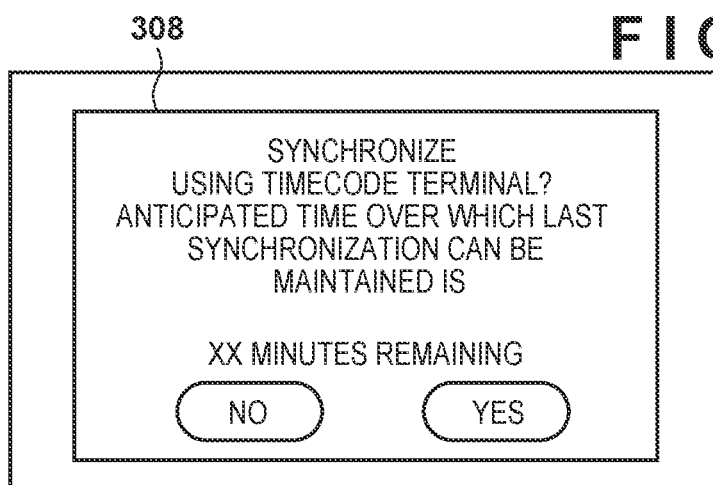 308
F I
SYNCHRONIZE
USING TIMECODE TERMINAL?
ANTICIPATED TIME OVER WHICH LAST
SYNCHRONIZATION CAN BE
MAINTAINED IS
XX MINUTES REMAINING
NO YES